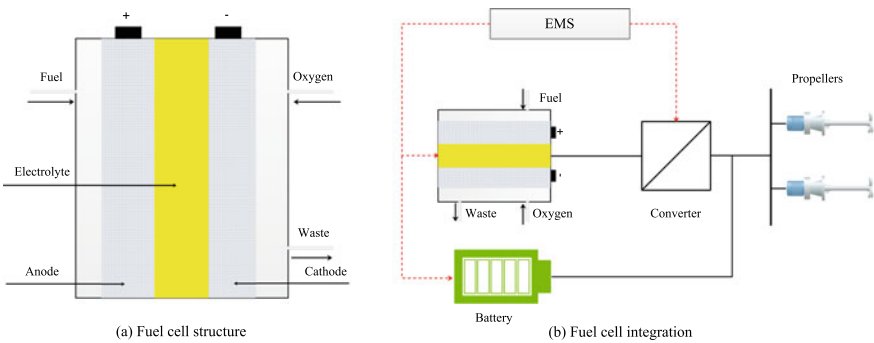 +
-
Fuel
Oxygen
Electrolyte
Waste
Anode
Cathode
(a) Fuel cell structure
EMS
Propellers
Fuel
+
-
Waste
Oxygen
Converter
Battery
(b) Fuel cell integration